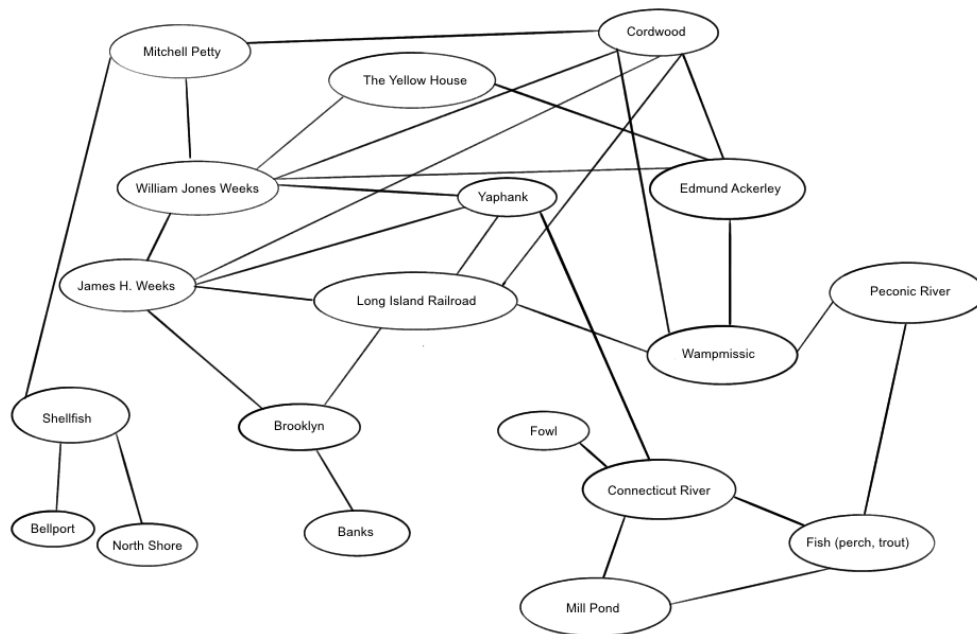 Cordwood
Mitchell Petty
The Yellow House
William Jones Weeks
Edmund Ackerley
Yaphank
James H. Weeks
Long Island Railroad
Peconic River
Wampmissic
Shellfish
Brooklyn
Fowl
Connecticut River
Bellport
North Shore
Banks
Fish (perch, trout)
Mill Pond